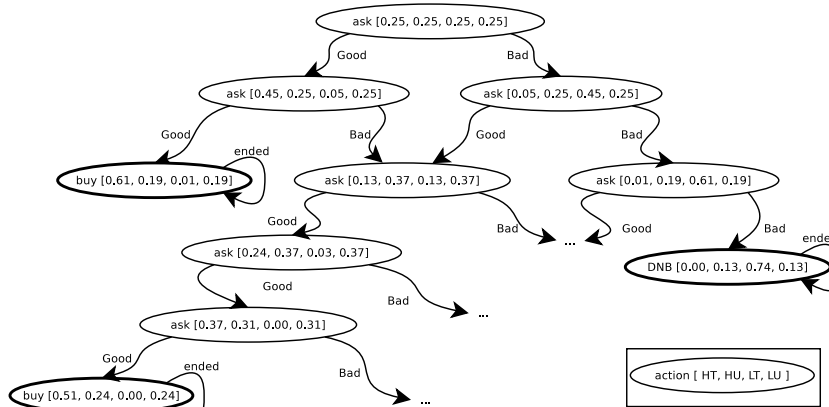 ask [0.25, 0.25, 0.25, 0.25]
Good
Bad
ask [0.45, 0.25, 0.05, 0.25]
ask [0.05, 0.25, 0.45, 0.25]
Good
Bad
Good
Bad
ended
buy [0.61, 0.19, 0.01, 0.19]
ask [0.13, 0.37, 0.13, 0.37]
ask [0.01, 0.19, 0.61, 0.19]
Good
Bad
...
Good
Bad
ended
ask [0.24, 0.37, 0.03, 0.37]
DNB [0.00, 0.13, 0.74, 0.13]
Good
Bad
...
ask [0.37, 0.31, 0.00, 0.31]
Good
ended
Bad
buy [0.51, 0.24, 0.00, 0.24]
...
action [ HT, HU, LT, LU ]